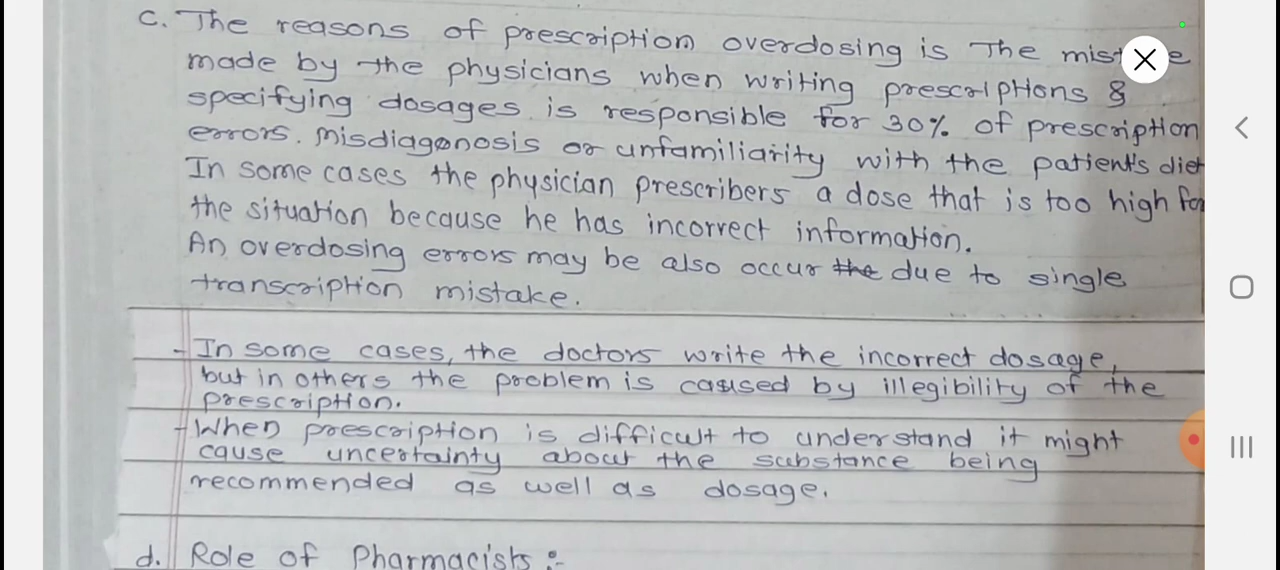 c. The reasons of prescription overdosing is The
made by the physicians when writing prescriptions &
specifying dosages is responsible for 30% of prescription
errors. Misdiagonosis or unfamiliarity with the patient's diet
In some cases the physician prescribers a dose that is too high for
the situation because he has incorrect information.
An overdosing errors may be also occur the due to single
transcription mistake.
- In some cases, the doctors write the incorrect dosage,
but in others the problem is caused by illegibility of the
prescription.
- When prescription is difficult to understand it might
cause uncertainty about the substance being
recommended as well as dosage.
d. Role of Pharmacists :-